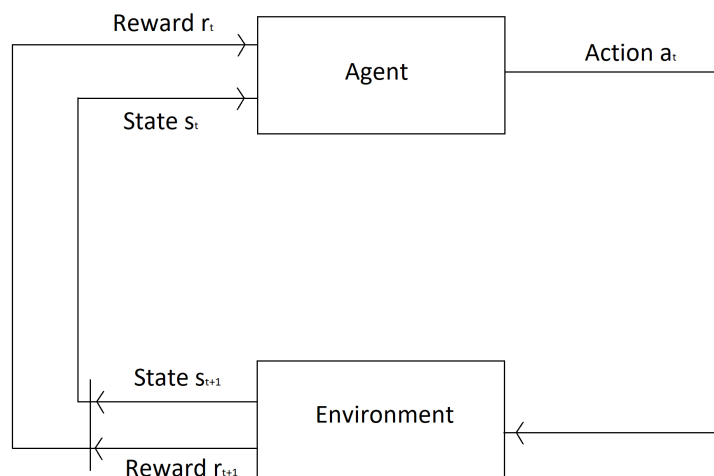 Reward rₜ
Agent
Action aₜ
State sₜ
State sₜ₊₁
Environment
Reward rₜ₊₁